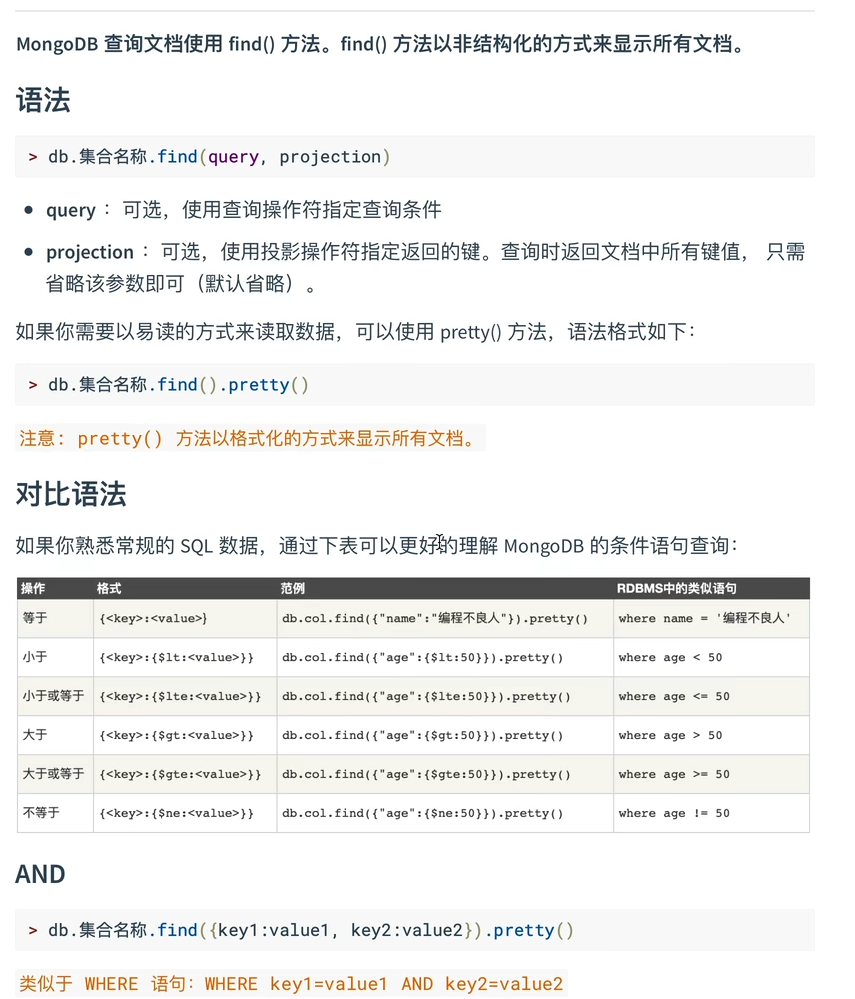 MongoDB 查询文档使用 find() 方法。find() 方法以非结构化的方式来显示所有文档。
语法
> db.集合名称.find(query, projection)
• query ： 可选，使用查询操作符指定查询条件
• projection ： 可选，使用投影操作符指定返回的键。查询时返回文档中所有键值， 只需
省略该参数即可（默认省略）。
如果你需要以易读的方式来读取数据，可以使用 pretty() 方法，语法格式如下：
> db.集合名称.find().pretty()
注意: pretty() 方法以格式化的方式来显示所有文档。
对比语法
如果你熟悉常规的 SQL 数据，通过下表可以更好的理解 MongoDB 的条件语句查询：
操作 格式 范例 RDBMS中的类似语句
等于 {<key>:<value>} db.col.find({"name":"编程不良人"}).pretty() where name = '编程不良人'
小于 {<key>:{$lt:<value>}} db.col.find({"age":{$lt:50}}).pretty() where age < 50
小于或等于 {<key>:{$lte:<value>}} db.col.find({"age":{$lte:50}}).pretty() where age <= 50
大于 {<key>:{$gt:<value>}} db.col.find({"age":{$gt:50}}).pretty() where age > 50
大于或等于 {<key>:{$gte:<value>}} db.col.find({"age":{$gte:50}}).pretty() where age >= 50
不等于 {<key>:{$ne:<value>}} db.col.find({"age":{$ne:50}}).pretty() where age != 50
AND
> db.集合名称.find({key1:value1, key2:value2}).pretty()
类似于 WHERE 语句: WHERE key1=value1 AND key2=value2